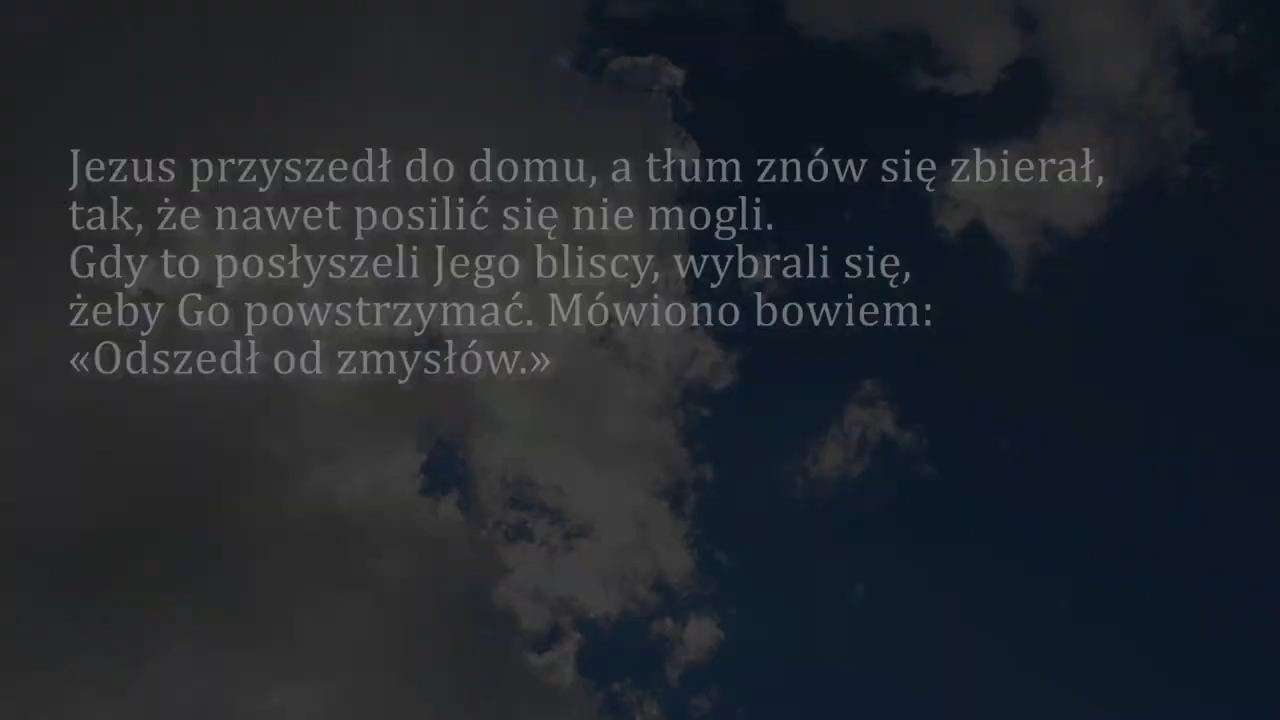 Jezus przyszedł do domu, a tłum znów się zbierał,
tak, że nawet posilić się nie mogli.
Gdy to posłyszeli Jego bliscy, wybrali się,
żeby Go powstrzymać. Mówiono bowiem:
«Odszedł od zmysłów.»